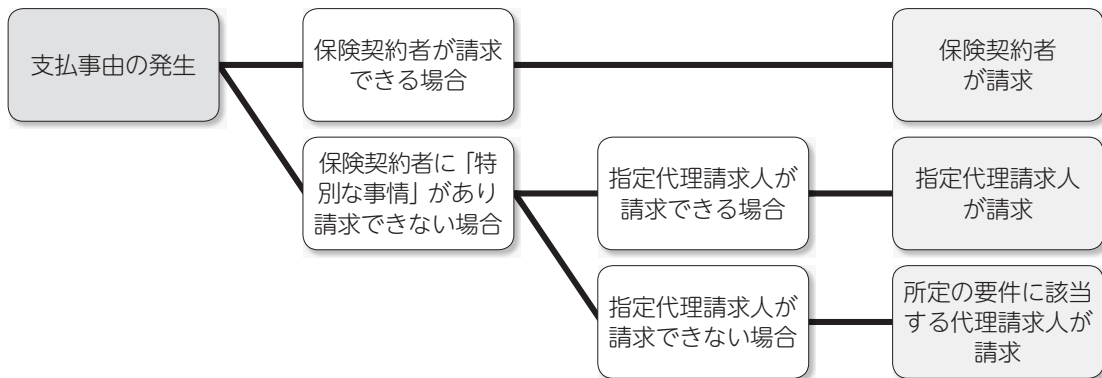 支払事由の発生
保険契約者が請求
できる場合
保険契約者
が請求
保険契約者に「特
別な事情」があり
請求できない場合
指定代理請求人が
請求できる場合
指定代理請求人
が請求
指定代理請求人が
請求できない場合
所定の要件に該当
する代理請求人が
請求